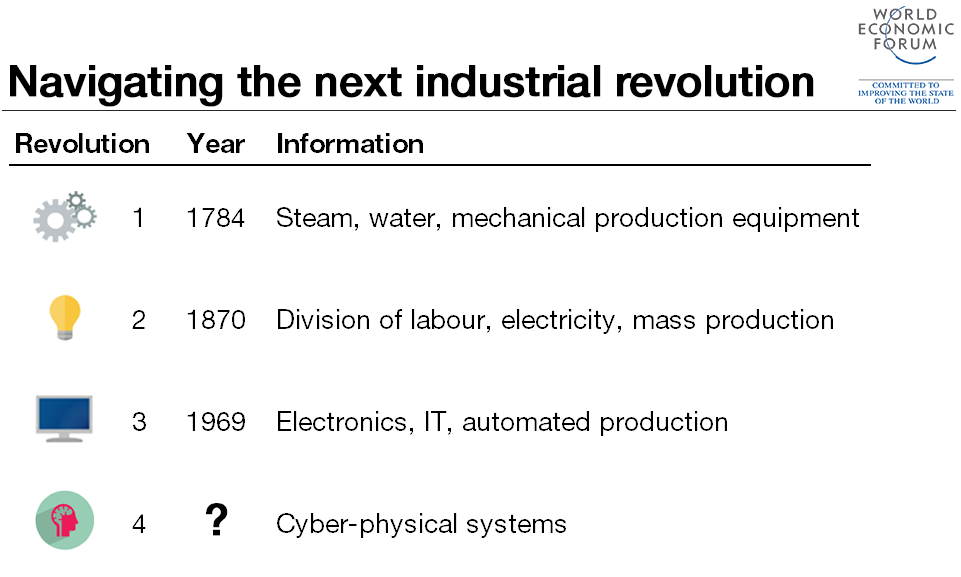 WORLD
ECONOMIC
FORUM
COMMITTED TO
IMPROVING THE STATE
OF THE WORLD
Navigating the next industrial revolution
Revolution Year Information
1 1784 Steam, water, mechanical production equipment
2 1870 Division of labour, electricity, mass production
3 1969 Electronics, IT, automated production
4 ? Cyber-physical systems